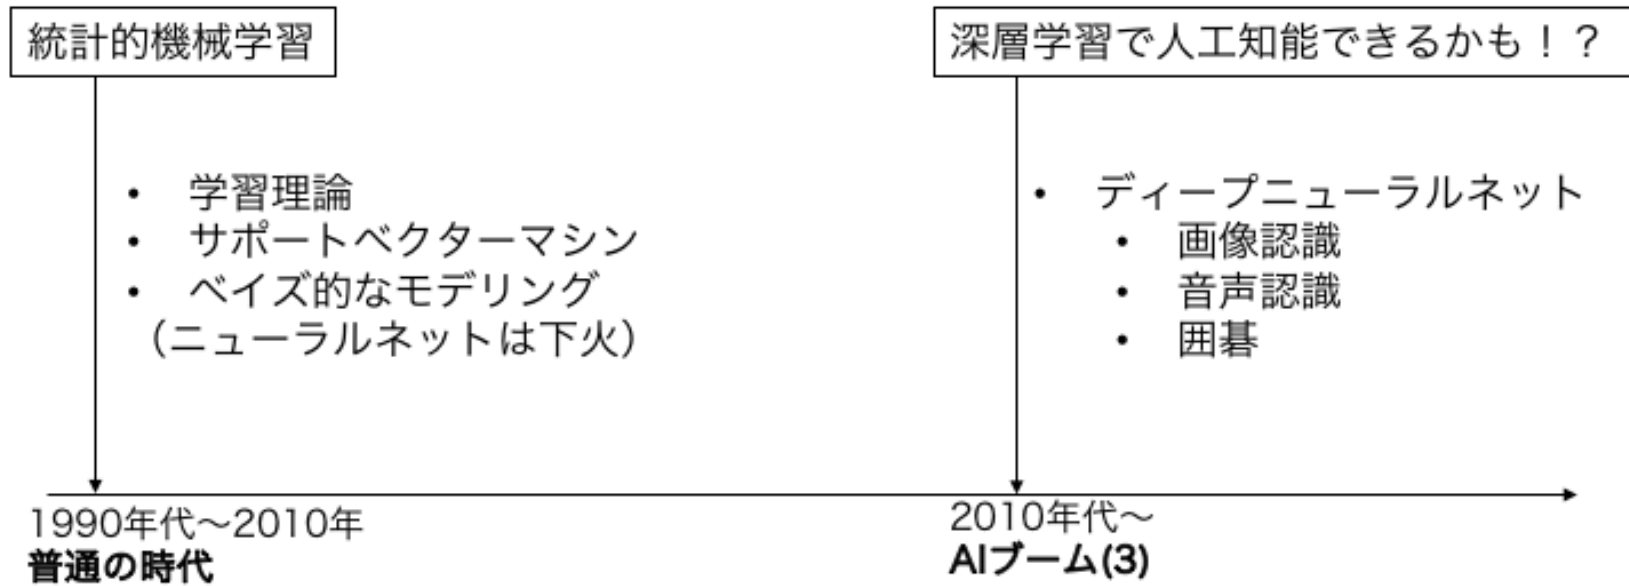 統計的機械学習
• 学習理論
• サポートベクターマシン
• ベイズ的なモデリング
（ニューラルネットは下火）
1990年代〜2010年
普通の時代
深層学習で人工知能できるかも！？
• ディープニューラルネット
• 画像認識
• 音声認識
• 囲碁
2010年代〜
AIブーム(3)